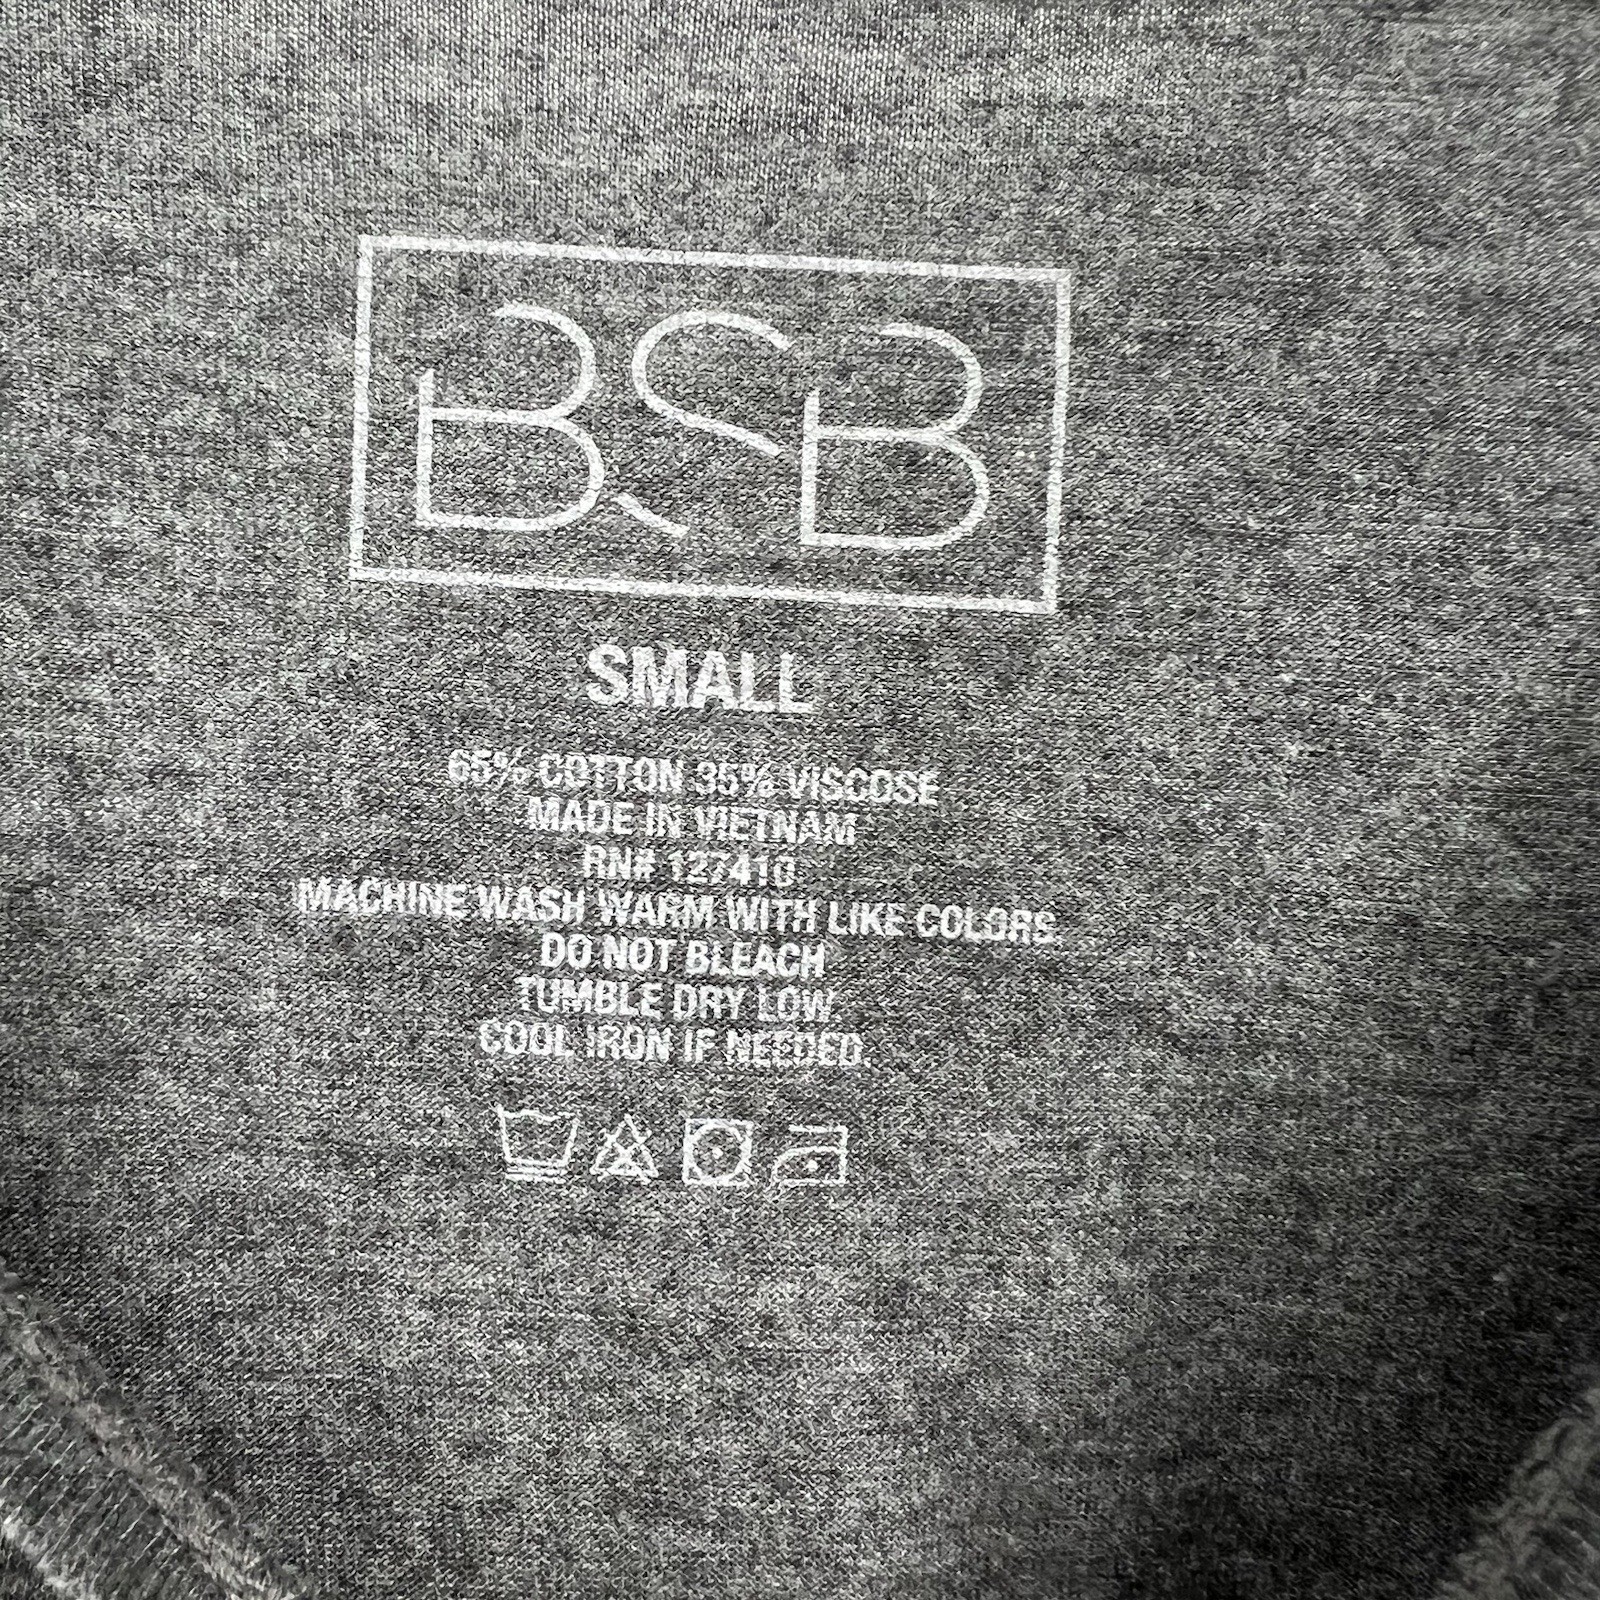 BSB
SMALL
65% COTTON 35% VISCOSE
MADE IN VIETNAM
RN# 127410
MACHINE WASH WARM WITH LIKE COLORS.
DO NOT BLEACH
TUMBLE DRY LOW.
COOL IRON IF NEEDED.